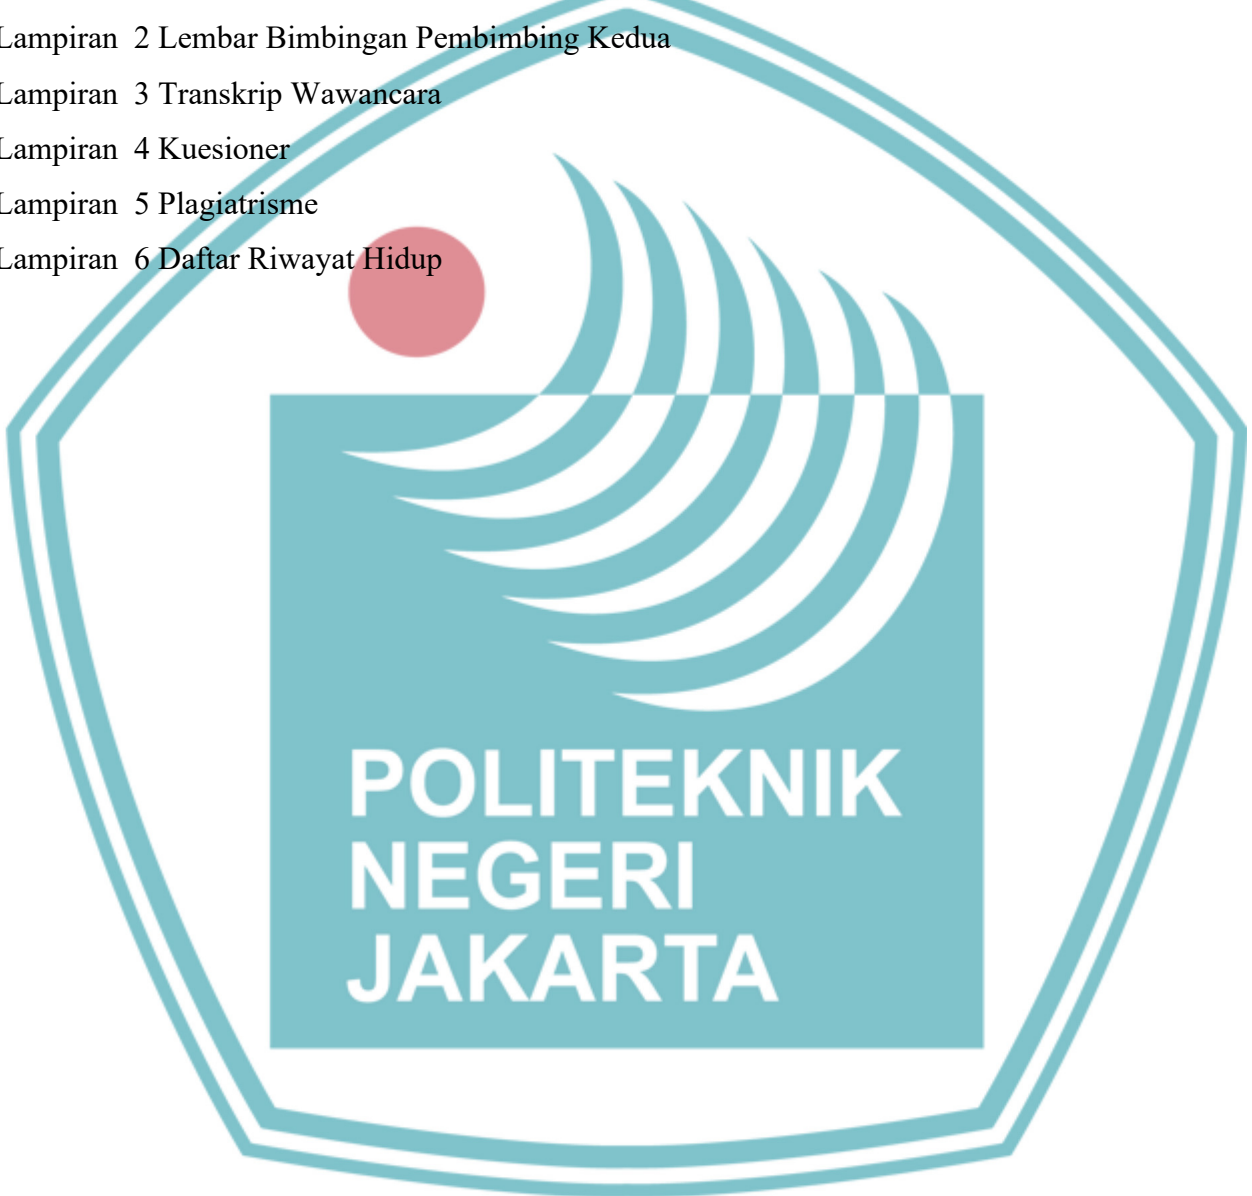 Lampiran 2 Lembar Bimbingan Pembimbing Kedua
Lampiran 3 Transkrip Wawancara
Lampiran 4 Kuesioner
Lampiran 5 Plagiatrisme
Lampiran 6 Daftar Riwayat Hidup
POLITEKNIK
NEGERI
JAKARTA